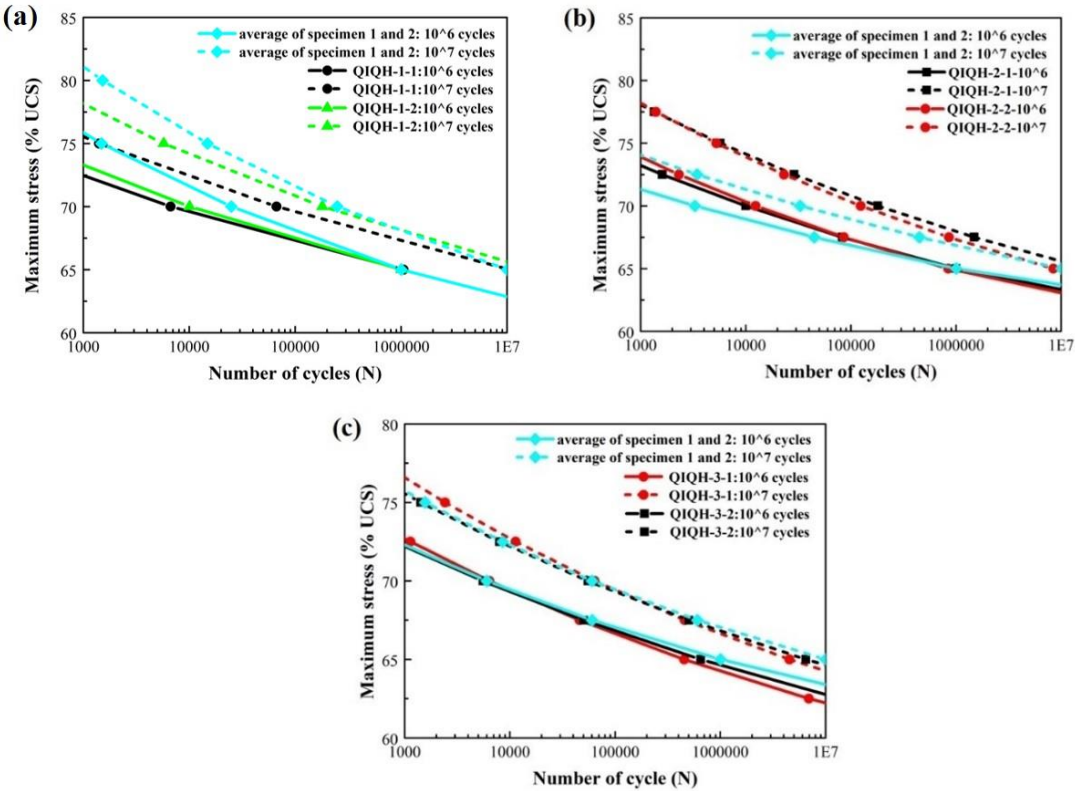 (a)
85
80
75
70
65
60
Maximum stress (% UCS)
average of specimen 1 and 2: 10^6 cycles
average of specimen 1 and 2: 10^7 cycles
QIQH-1-1:10^6 cycles
QIQH-1-1:10^7 cycles
QIQH-1-2:10^6 cycles
QIQH-1-2:10^7 cycles
1000 10000 100000 1000000 1E7
Number of cycles (N)
(b)
85
80
75
70
65
60
Maximum stress (% UCS)
average of specimen 1 and 2: 10^6 cycles
average of specimen 1 and 2: 10^7 cycles
QIQH-2-1-10^6
QIQH-2-1-10^7
QIQH-2-2-10^6
QIQH-2-2-10^7
1000 10000 100000 1000000 1E7
Number of cycles (N)
(c)
80
75
70
65
60
Maximum stress (% UCS)
average of specimen 1 and 2: 10^6 cycles
average of specimen 1 and 2: 10^7 cycles
QIQH-3-1:10^6 cycles
QIQH-3-1:10^7 cycles
QIQH-3-2:10^6 cycles
QIQH-3-2:10^7 cycles
1000 10000 100000 1000000 1E7
Number of cycle (N)